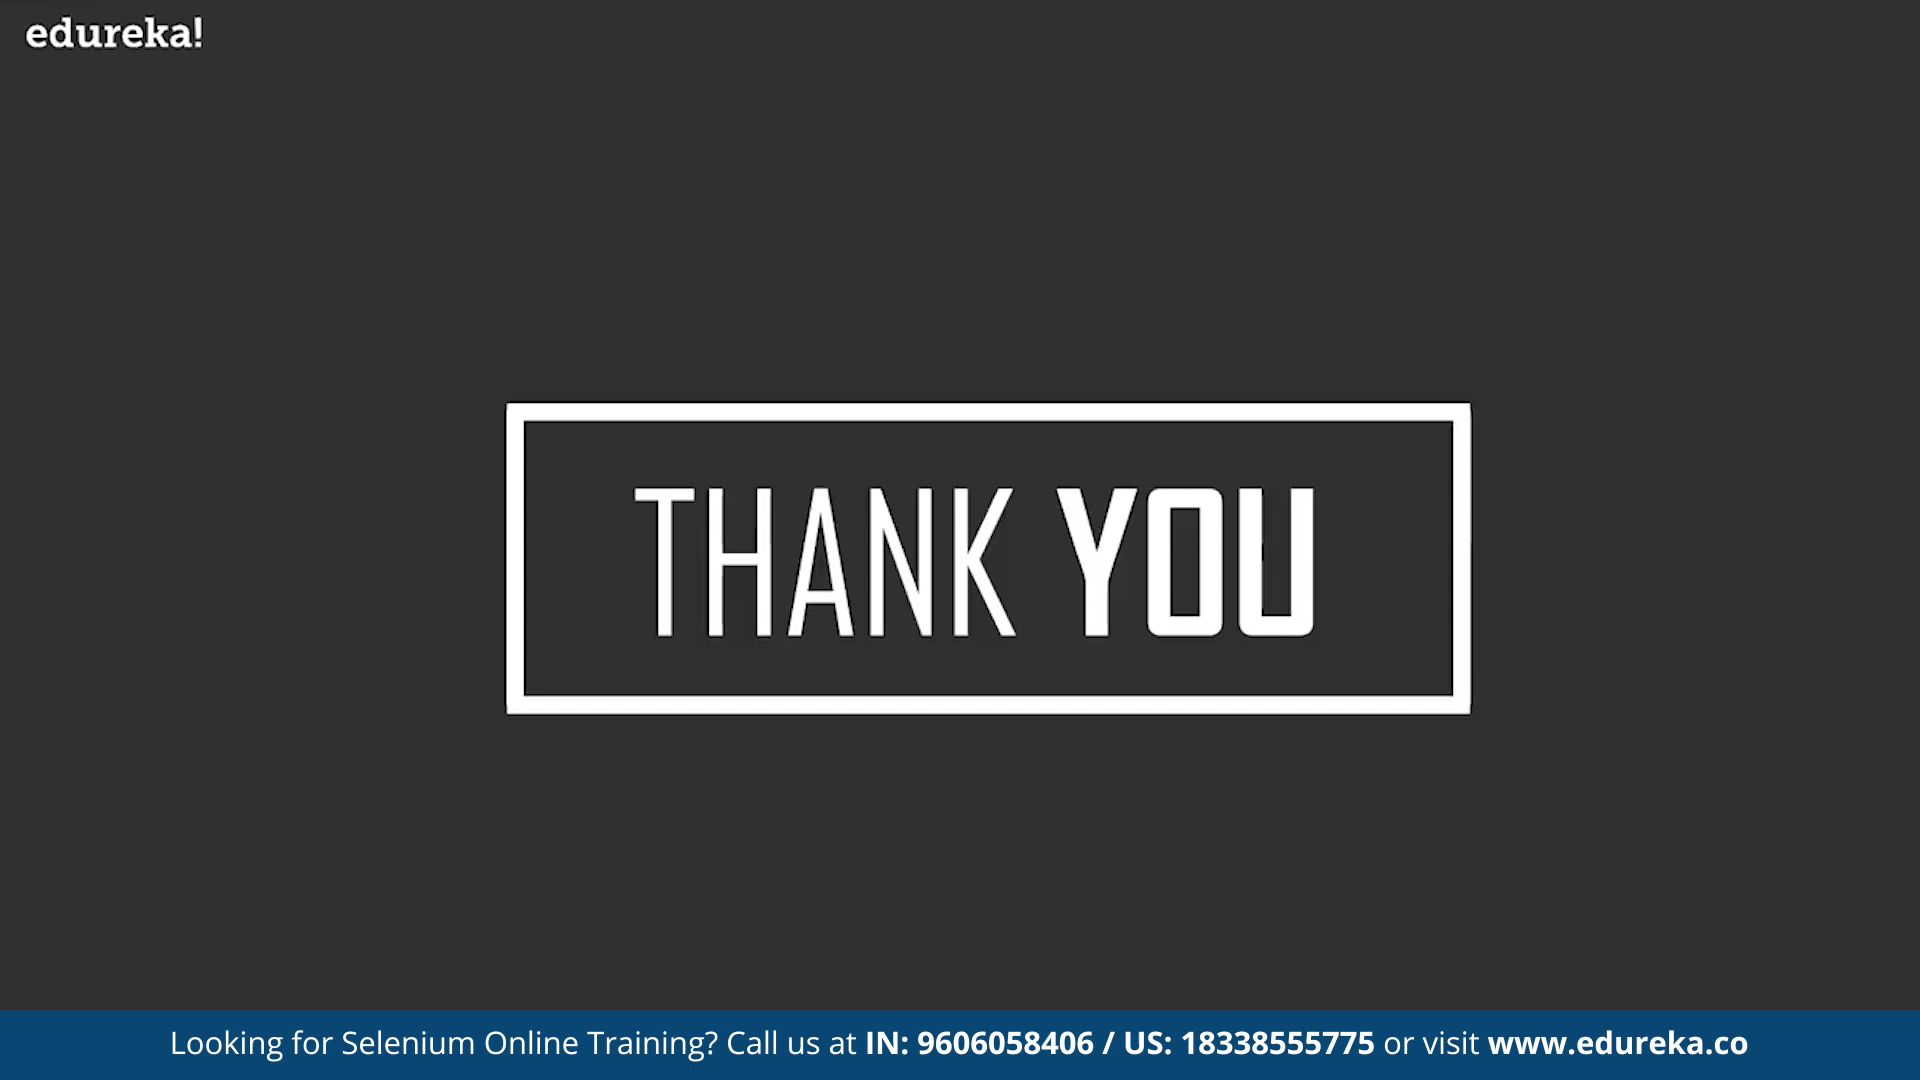 edureka!
THANK YOU
Looking for Selenium Online Training? Call us at IN: 9606058406 / US: 18338555775 or visit www.edureka.co